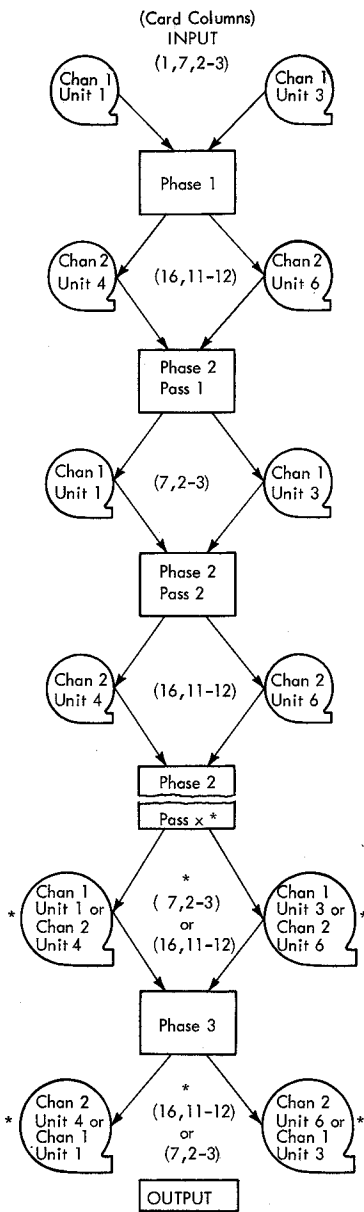 (Card Columns)
INPUT
(1,7,2-3)
Chan 1
Unit 1
Chan 1
Unit 3
Phase 1
Chan 2
Unit 4
(16,11-12)
Chan 2
Unit 6
Phase 2
Pass 1
Chan 1
Unit 1
(7,2-3)
Chan 1
Unit 3
Phase 2
Pass 2
Chan 2
Unit 4
(16,11-12)
Chan 2
Unit 6
Phase 2
Pass x *
*
Chan 1
Unit 1 or
Chan 2
Unit 4
*
( 7,2-3)
or
(16,11-12)
Chan 1
Unit 3 or
Chan 2
Unit 6
*
Phase 3
*
Chan 2
Unit 4 or
Chan 1
Unit 1
*
(16,11-12)
or
(7,2-3)
Chan 2
Unit 6 or
Chan 1
Unit 3
*
OUTPUT